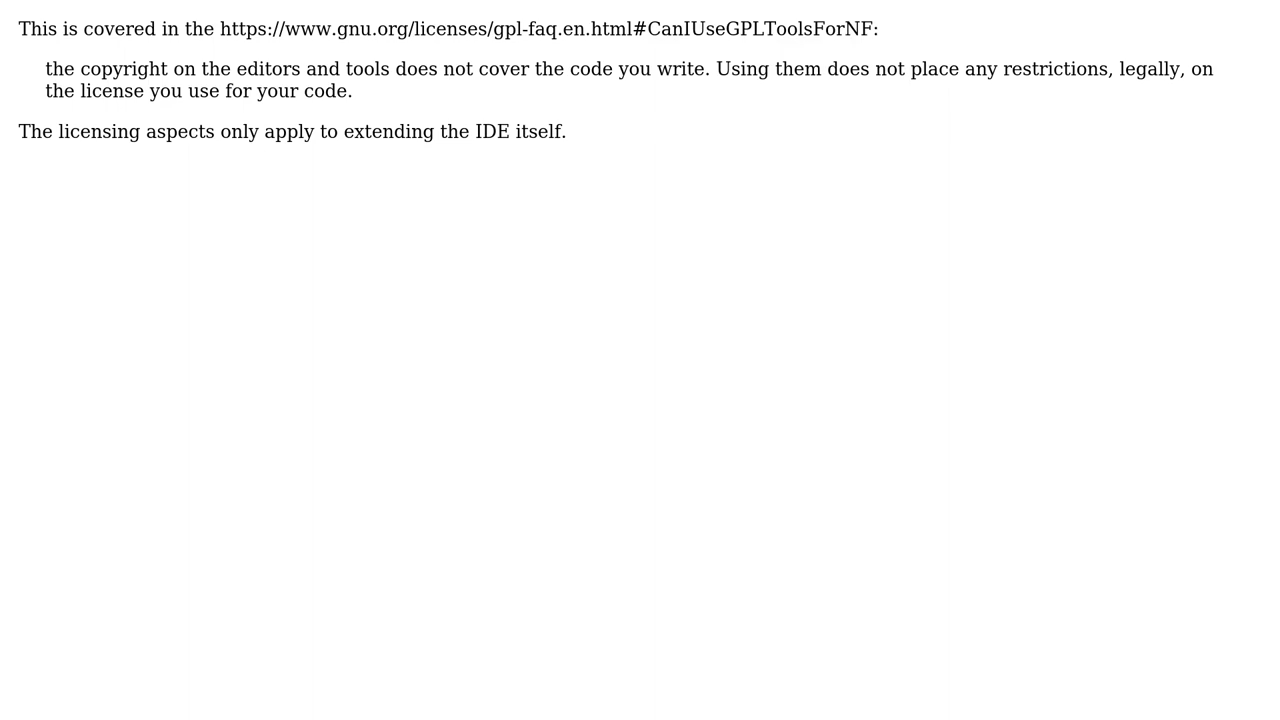 This is covered in the https://www.gnu.org/licenses/gpl-faq.en.html#CanIUseGPLToolsForNF:
the copyright on the editors and tools does not cover the code you write. Using them does not place any restrictions, legally, on
the license you use for your code.
The licensing aspects only apply to extending the IDE itself.